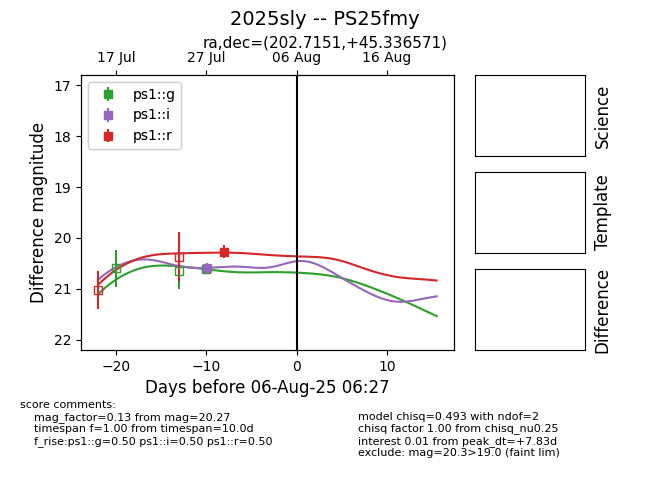 2025sly -- PS25fmy
ra,dec=(202.7151,+45.336571)
17 Jul 27 Jul 06 Aug 16 Aug
17
18
19
20
21
22
Difference magnitude
ps1::g
ps1::i
ps1::r
−20 −10 0 10
Days before 06-Aug-25 06:27
Science
Template
Difference
score comments:
mag_factor=0.13 from mag=20.27
timespan f=1.00 from timespan=10.0d
f_rise:ps1::g=0.50 ps1::i=0.50 ps1::r=0.50
model chisq=0.493 with ndof=2
chisq factor 1.00 from chisq_nu0.25
interest 0.01 from peak_dt=+7.83d
exclude: mag=20.3>19.0 (faint lim)